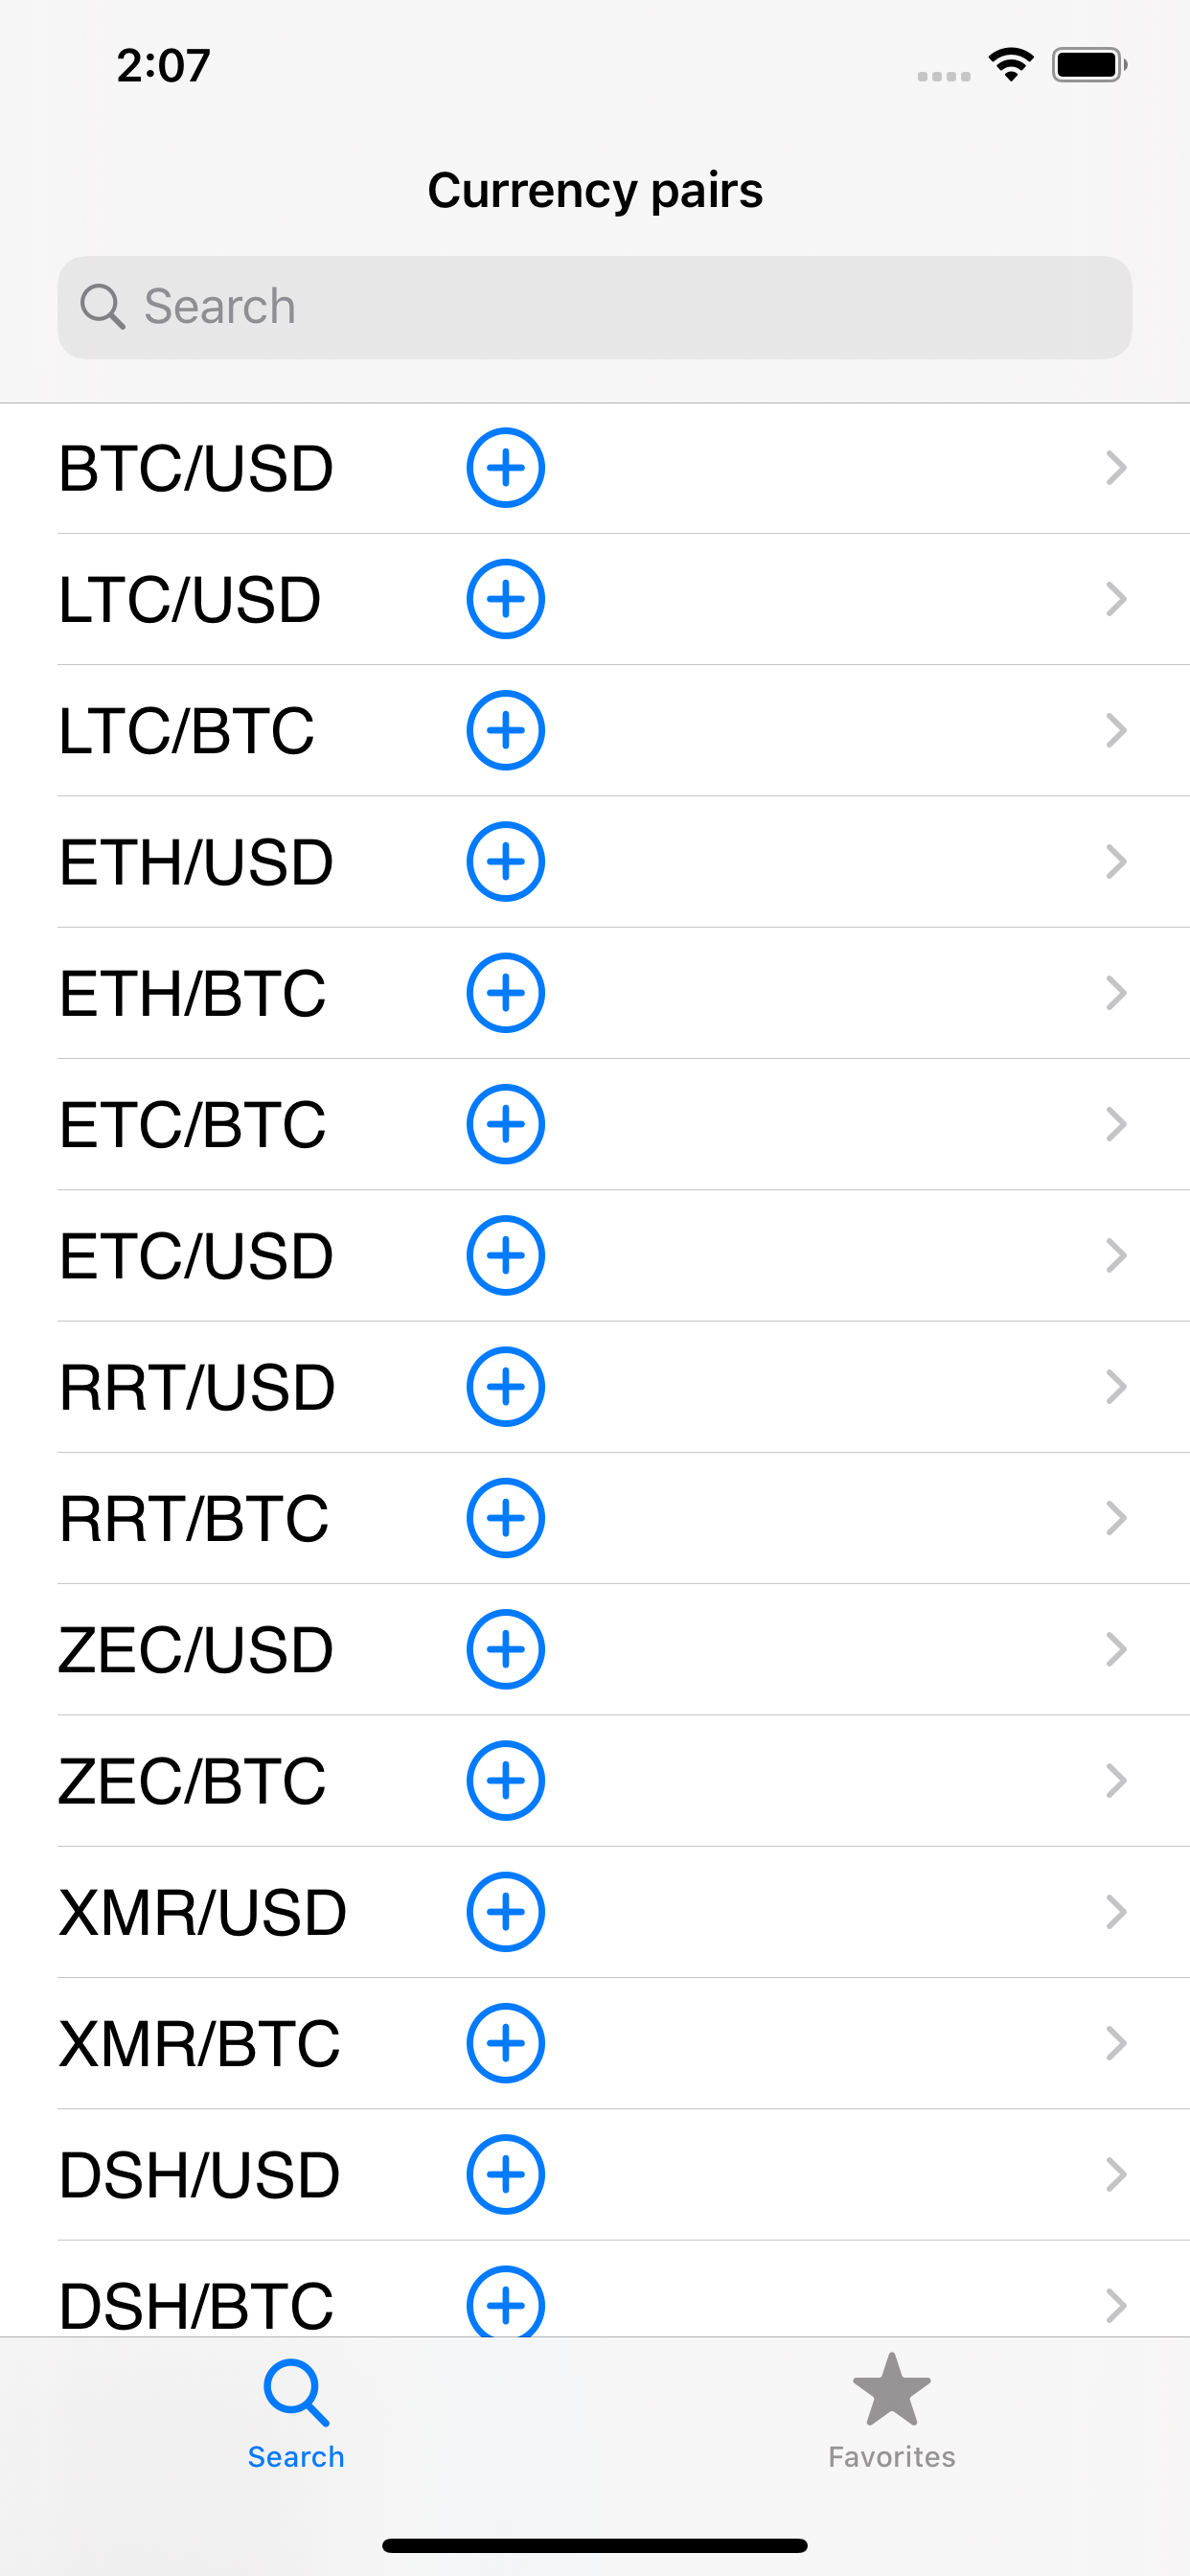 2:07
Currency pairs
Search
BTC/USD
LTC/USD
LTC/BTC
ETH/USD
ETH/BTC
ETC/BTC
ETC/USD
RRT/USD
RRT/BTC
ZEC/USD
ZEC/BTC
XMR/USD
XMR/BTC
DSH/USD
DSH/BTC
Search
Favorites